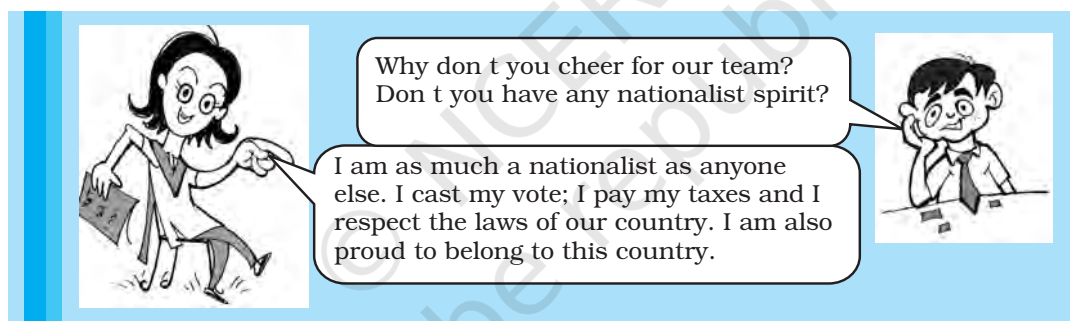 Why don t you cheer for our team?
Don t you have any nationalist spirit?
I am as much a nationalist as anyone
else. I cast my vote; I pay my taxes and I
respect the laws of our country. I am also
proud to belong to this country.